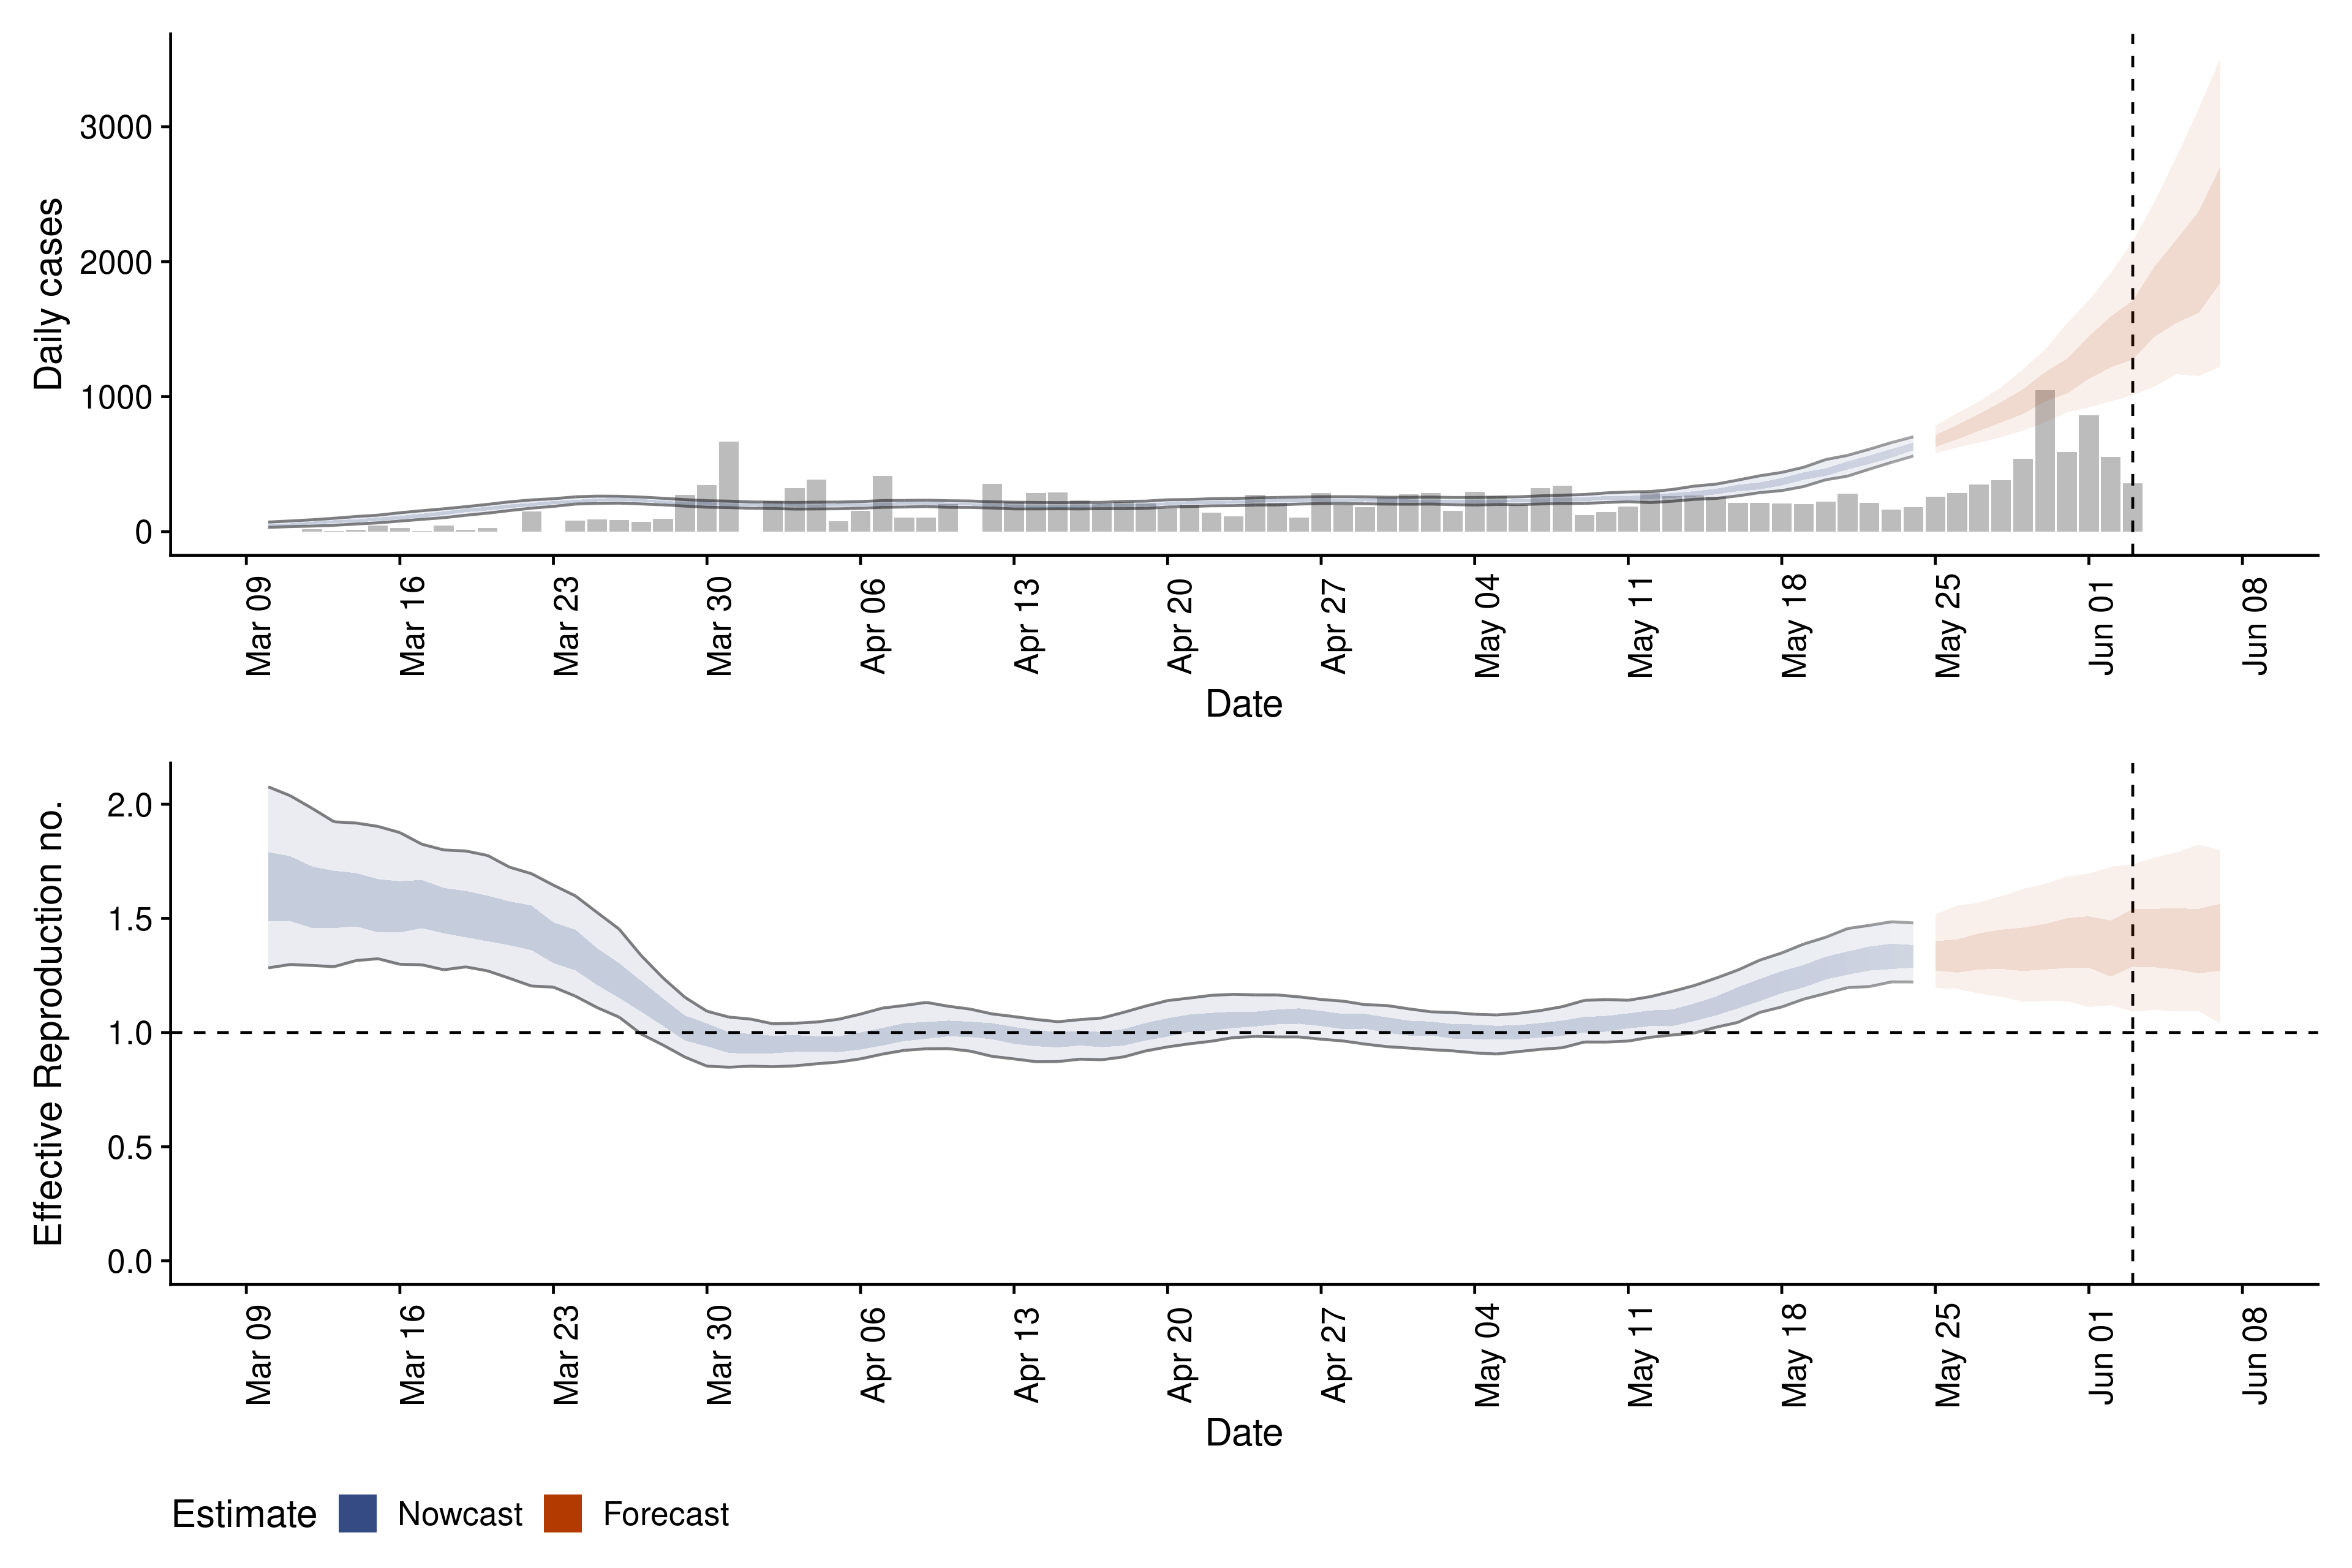 Daily cases
3000
2000
1000
0
Mar 09
Mar 16
Mar 23
Mar 30
Apr 06
Apr 13
Apr 20
Apr 27
May 04
May 11
May 18
May 25
Jun 01
Jun 08
Date
Effective Reproduction no.
2.0
1.5
1.0
0.5
0.0
Mar 09
Mar 16
Mar 23
Mar 30
Apr 06
Apr 13
Apr 20
Apr 27
May 04
May 11
May 18
May 25
Jun 01
Jun 08
Date
Estimate Nowcast Forecast